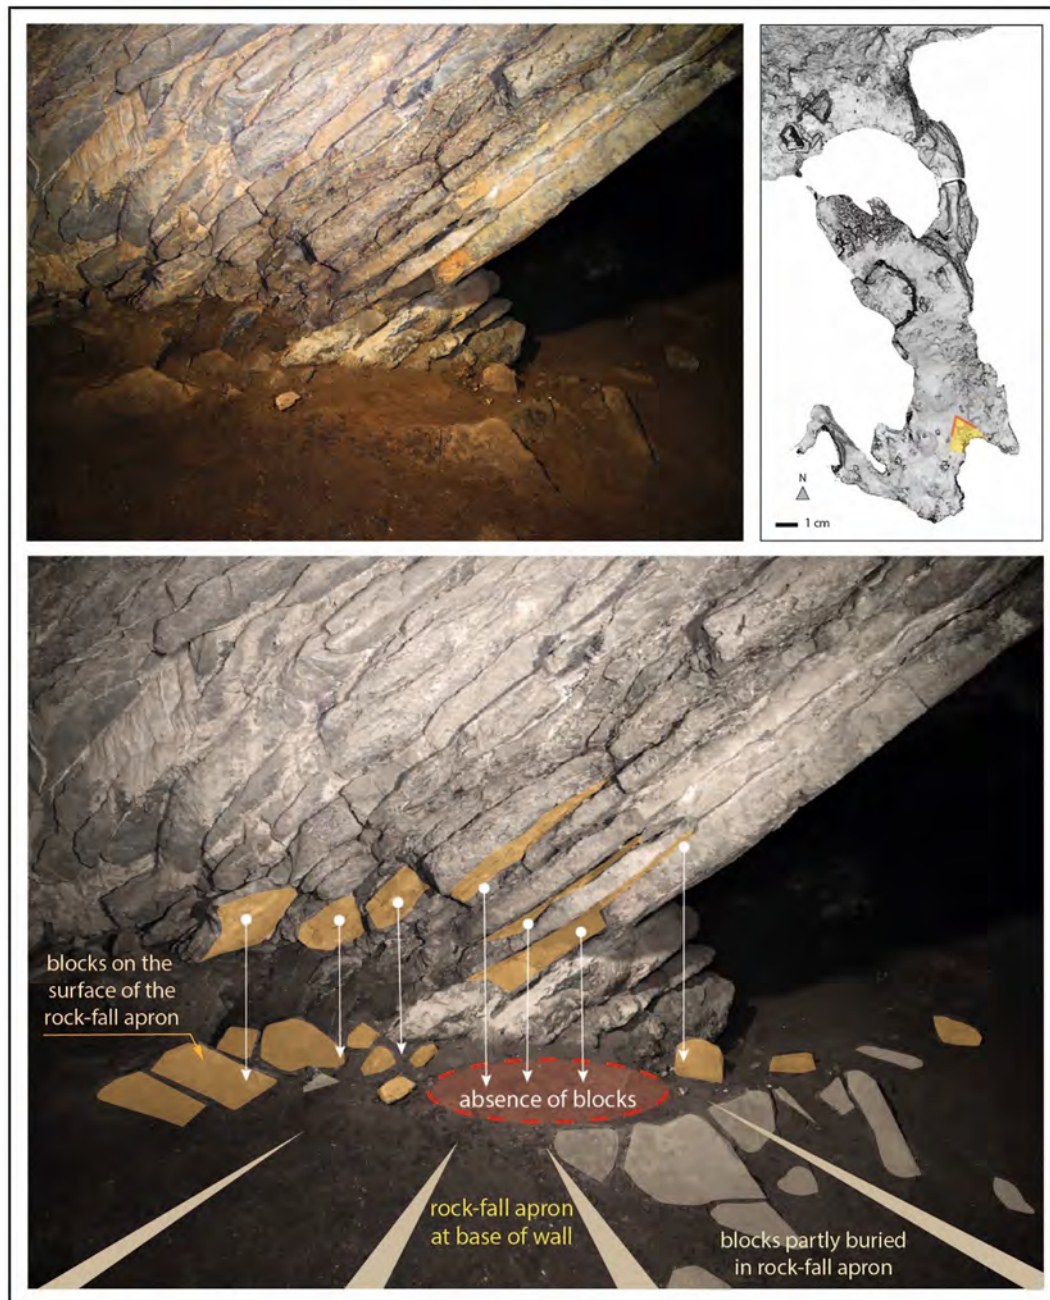 N
1 cm
blocks on the
surface of the
rock-fall apron
absence of blocks
rock-fall apron
at base of wall
blocks partly buried
in rock-fall apron